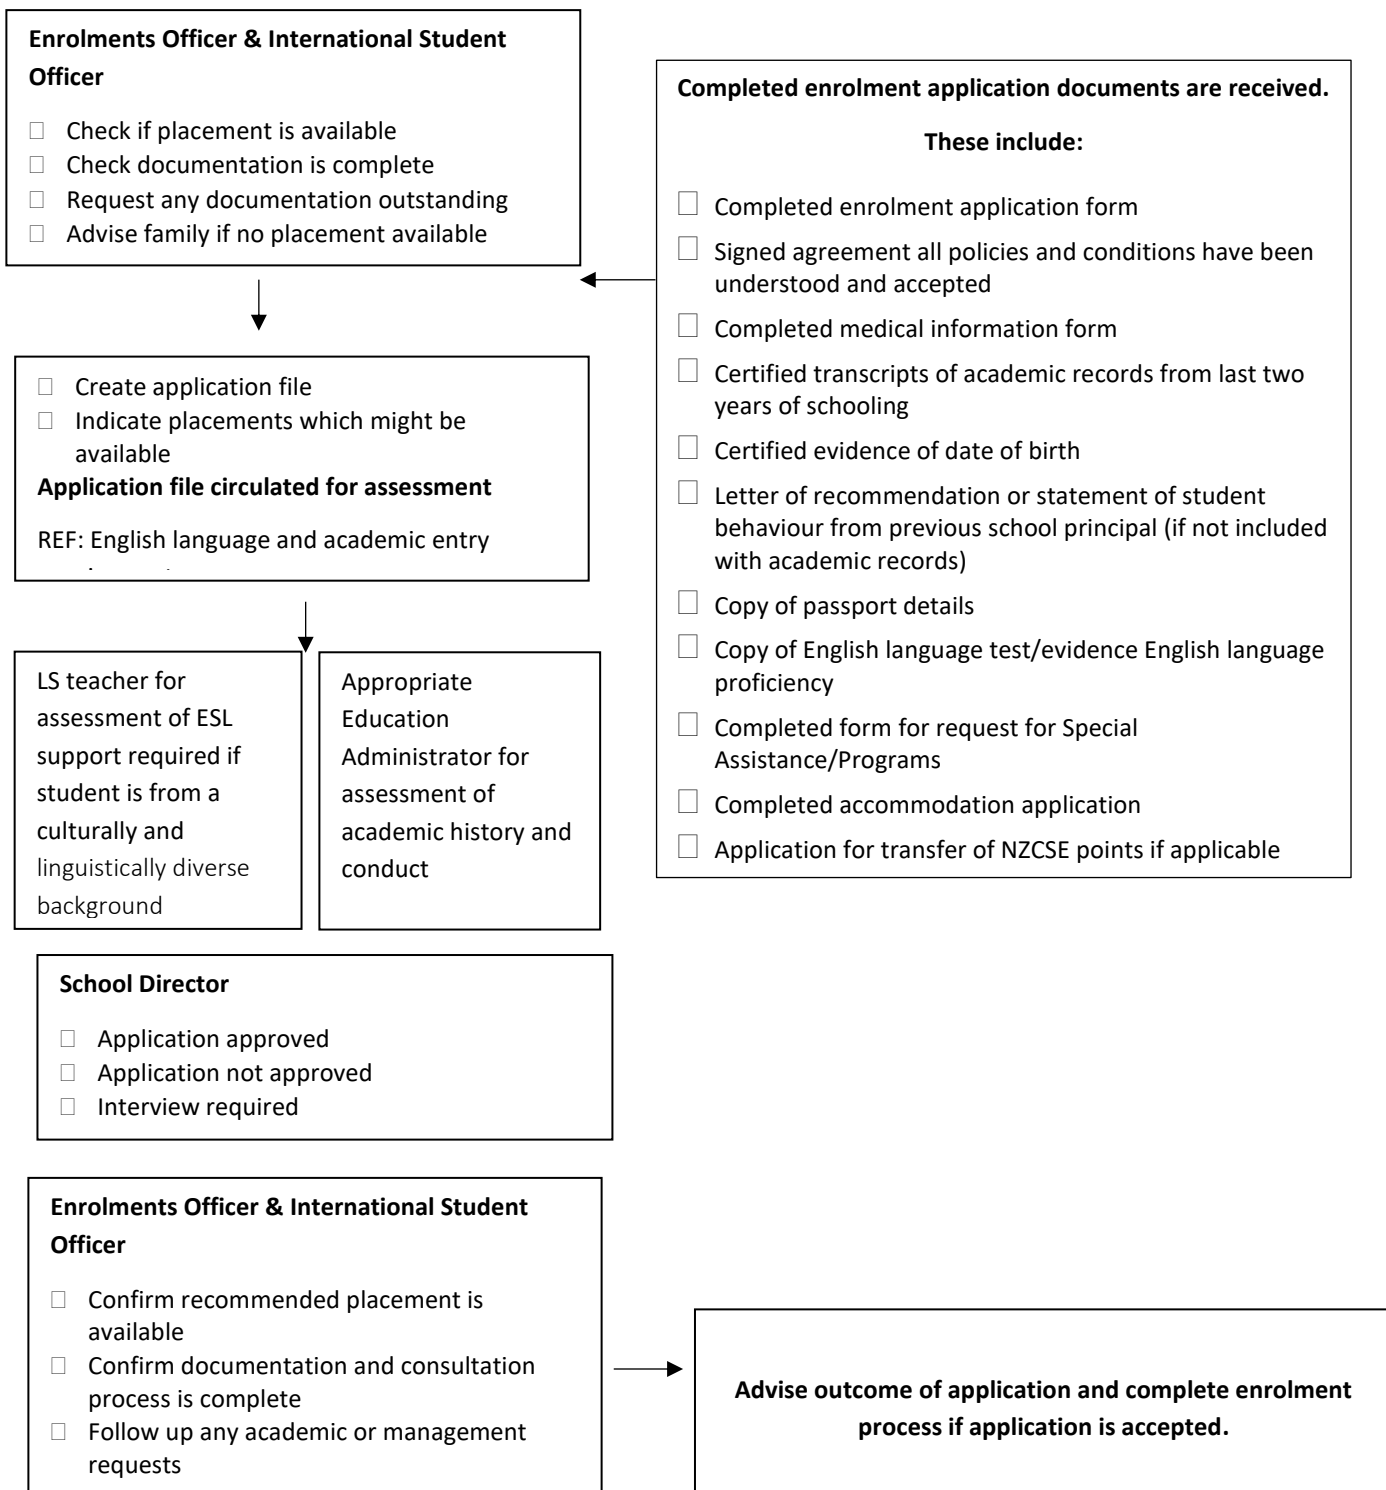 Enrolments Officer & International Student
Officer
Check if placement is available
Check documentation is complete
Request any documentation outstanding
Advise family if no placement available
Completed enrolment application documents are received.
These include:
Completed enrolment application form
Signed agreement all policies and conditions have been
understood and accepted
Completed medical information form
Certified transcripts of academic records from last two
years of schooling
Certified evidence of date of birth
Letter of recommendation or statement of student
behaviour from previous school principal (if not included
with academic records)
Copy of passport details
Copy of English language test/evidence English language
proficiency
Completed form for request for Special
Assistance/Programs
Completed accommodation application
Application for transfer of NZCSE points if applicable
Create application file
Indicate placements which might be
available
Application file circulated for assessment
REF: English language and academic entry
LS teacher for
assessment of ESL
support required if
student is from a
culturally and
linguistically diverse
background
Appropriate
Education
Administrator for
assessment of
academic history and
conduct
School Director
Application approved
Application not approved
Interview required
Enrolments Officer & International Student
Officer
Confirm recommended placement is
available
Confirm documentation and consultation
process is complete
Follow up any academic or management
requests
Advise outcome of application and complete enrolment
process if application is accepted.